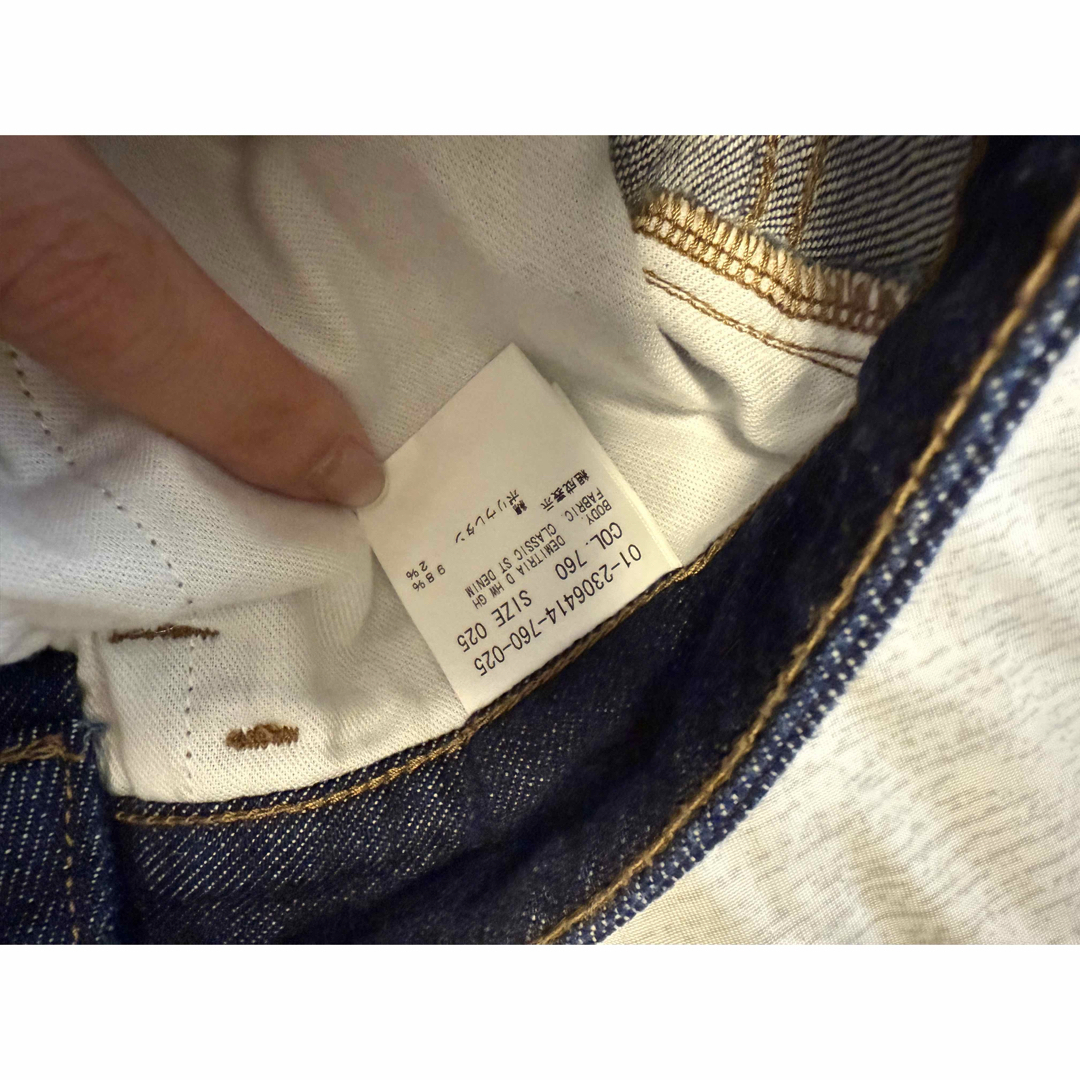 01-2306414-760-025
COL. 760 SIZE 025
BODY. DEMITRIA D HW GH
FABRIC. CLASSIC ST DENIM
組成表示
綿 98%
ポリウレタン 2%